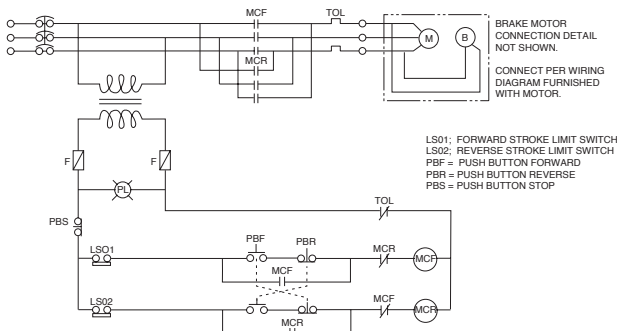 MCF
TOL
MCR
M
B
BRAKE MOTOR
CONNECTION DETAIL
NOT SHOWN.
CONNECT PER WIRING
DIAGRAM FURNISHED
WITH MOTOR.
LS01; FORWARD STROKE LIMIT SWITCH
LS02; REVERSE STROKE LIMIT SWITCH
PBF = PUSH BUTTON FORWARD
PBR = PUSH BUTTON REVERSE
PBS = PUSH BUTTON STOP
F
F
PL
TOL
PBS
LSO1
PBF
PBR
MCR
MCF
MCF
LS02
MCF
MCR
MCR